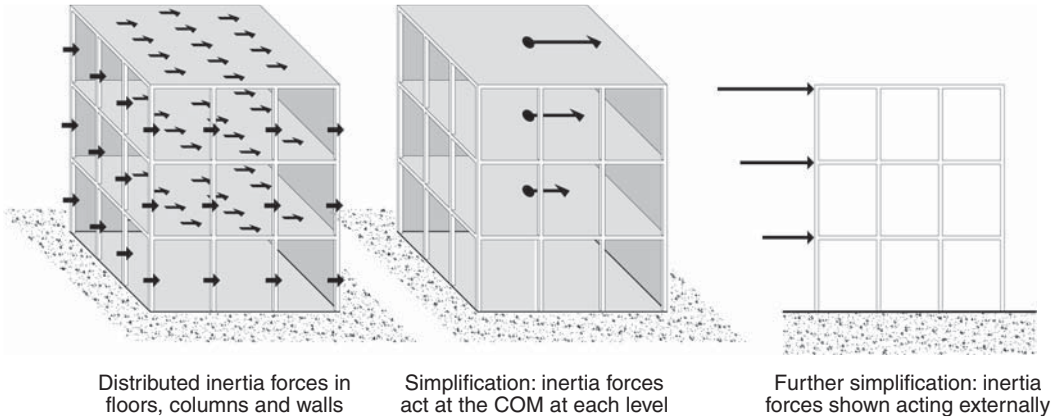 Distributed inertia forces in
floors, columns and walls
Simplification: inertia forces
act at the COM at each level
Further simplification: inertia
forces shown acting externally